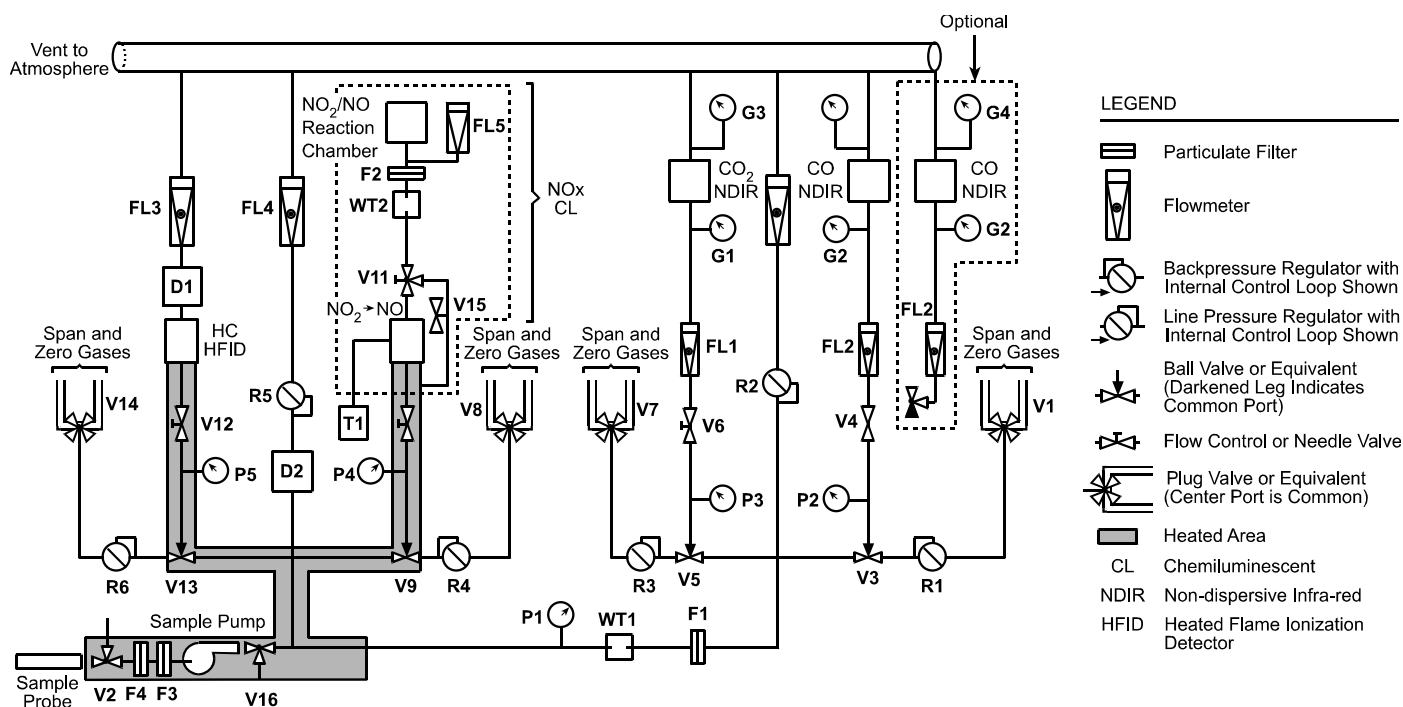 Optional
Vent to
Atmosphere
NO2/NO
Reaction
Chamber
FL5
F2
WT2
NOx
CL
G3
CO2
NDIR
G1
CO
NDIR
G2
G4
CO
NDIR
G2
FL3
FL4
D1
HC
HFID
V11
NO2→NO
V15
T1
FL1
FL2
FL2
Span and
Zero Gases
V14
Span and
Zero Gases
V8
Span and
Zero Gases
V7
Span and
Zero Gases
V1
V12
R5
R2
V6
V4
P5
D2
P4
P3
P2
R6
V13
V9
R4
R3
V5
V3
R1
Sample Pump
P1
WT1
F1
Sample
Probe
V2
F4
F3
V16
LEGEND
Particulate Filter
Flowmeter
Backpressure Regulator with
Internal Control Loop Shown
Line Pressure Regulator with
Internal Control Loop Shown
Ball Valve or Equivalent
(Darkened Leg Indicates
Common Port)
Flow Control or Needle Valve
Plug Valve or Equivalent
(Center Port is Common)
Heated Area
CL Chemiluminescent
NDIR Non-dispersive Infra-red
HFID Heated Flame Ionization
Detector